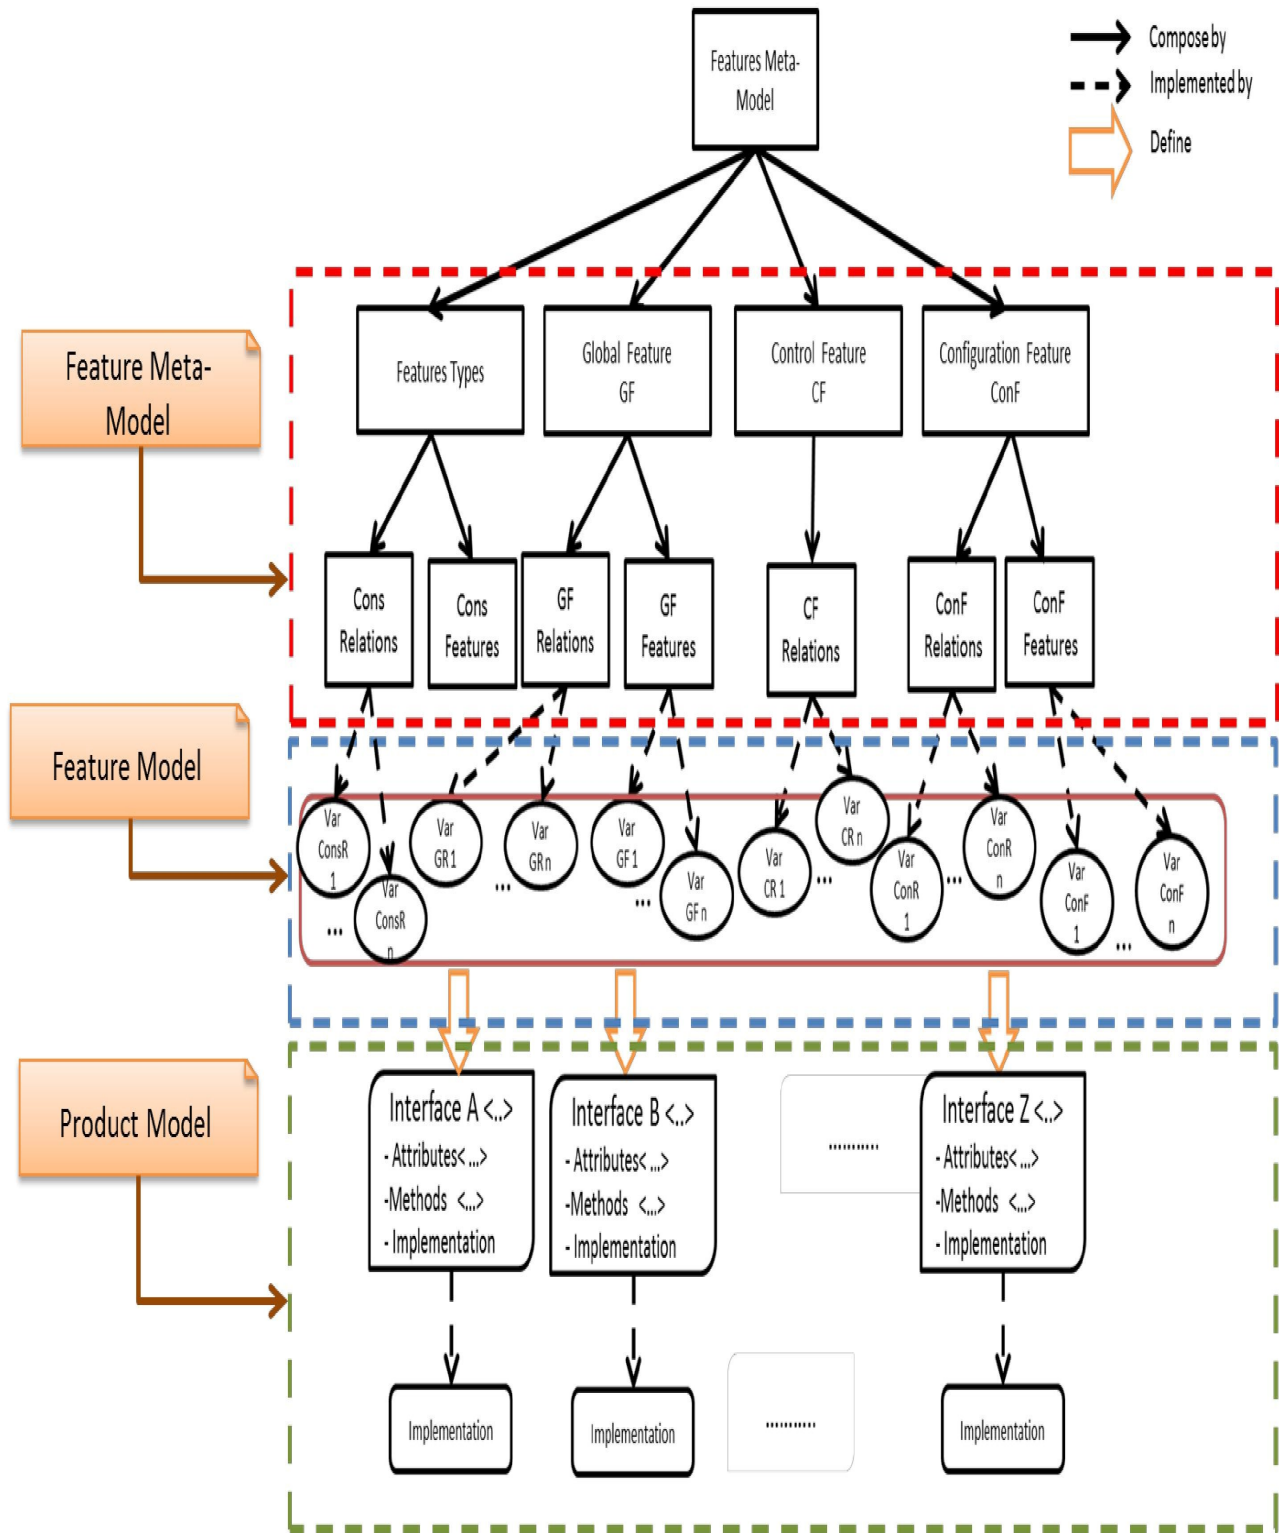 Features Meta-
Model
Compose by
Implemented by
Define
Feature Meta-
Model
Features Types
Global Feature
GF
Control Feature
CF
Configuration Feature
ConF
Cons
Relations
Cons
Features
GF
Relations
GF
Features
CF
Relations
ConF
Relations
ConF
Features
Feature Model
Var
ConsR
1
...
Var
ConsR
n
Var
GR 1
...
Var
GR n
Var
GF 1
...
Var
GF n
Var
CR 1
...
Var
CR n
Var
ConR
1
...
Var
ConR
n
Var
ConF
1
...
Var
ConF
n
Product Model
Interface A <..>
- Attributes< ...>
-Methods <...>
- Implementation
Interface B <..>
- Attributes< ...>
-Methods <...>
- Implementation
...........
Interface Z <..>
- Attributes< ...>
-Methods <...>
- Implementation
Implementation
Implementation
...........
Implementation